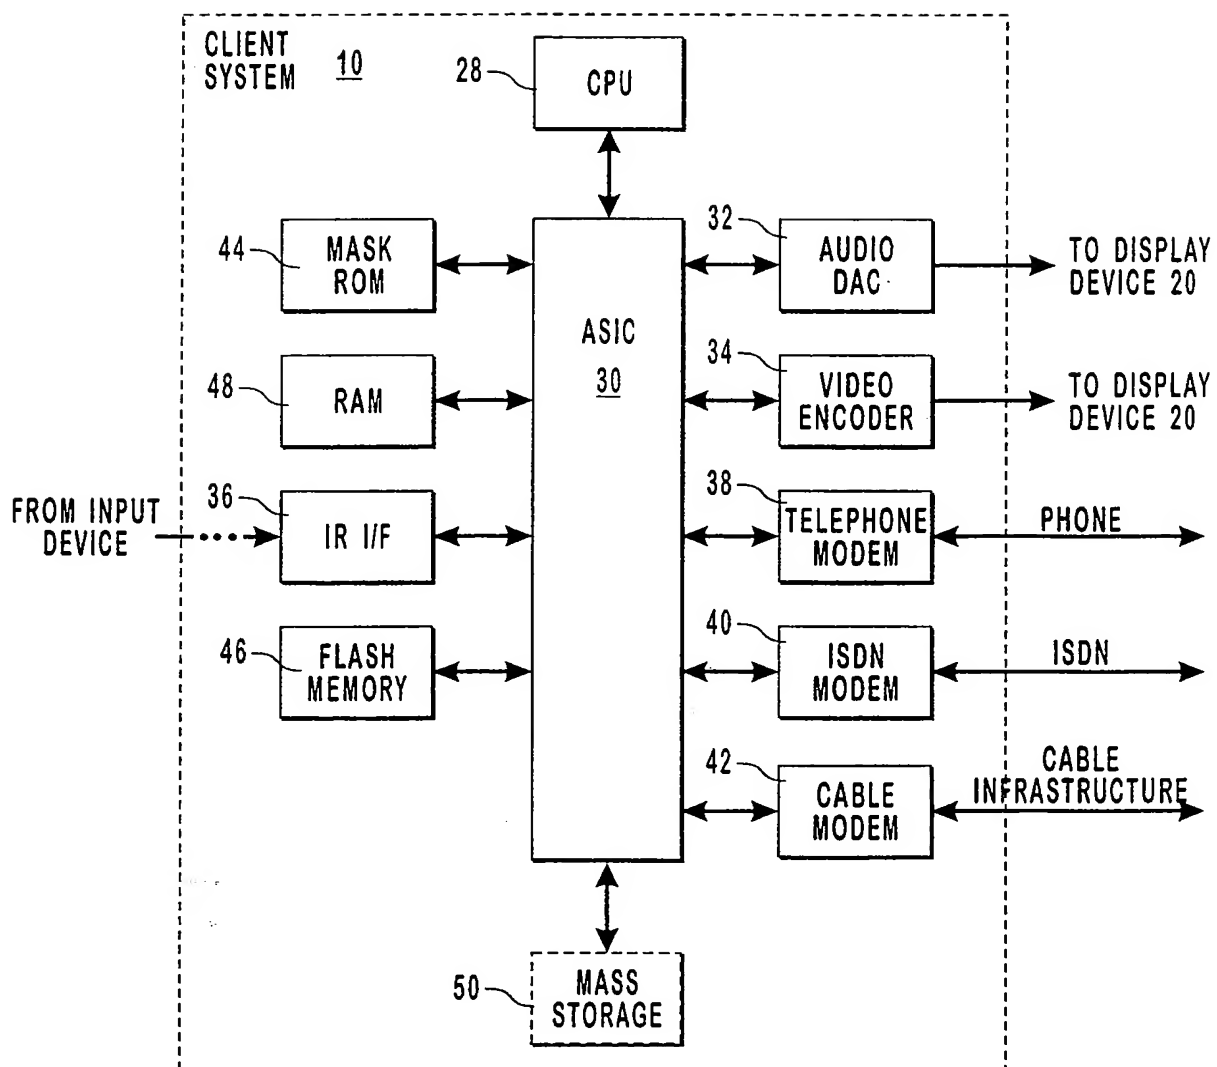 CLIENT
SYSTEM
10
28
CPU
44
MASK
ROM
32
AUDIO
DAC
TO DISPLAY
DEVICE 20
ASIC
30
48
RAM
34
VIDEO
ENCODER
TO DISPLAY
DEVICE 20
FROM INPUT
DEVICE
36
IR I/F
38
TELEPHONE
MODEM
PHONE
46
FLASH
MEMORY
40
ISDN
MODEM
ISDN
42
CABLE
MODEM
CABLE
INFRASTRUCTURE
50
MASS
STORAGE